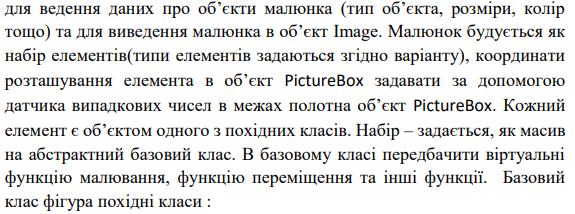 для ведення даних про об’єкти малюнка (тип об’єкта, розміри, колір
тощо) та для виведення малюнка в об’єкт Image. Малюнок будується як
набір елементів(типи елементів задаються згідно варіанту), координати
розташування елемента в об’єкт PictureBox задавати за допомогою
датчика випадкових чисел в межах полотна об’єкт PictureBox. Кожний
елемент є об’єктом одного з похідних класів. Набір – задається, як масив
на абстрактний базовий клас. В базовому класі передбачити віртуальні
функцію малювання, функцію переміщення та інші функції. Базовий
клас фігура похідні класи :